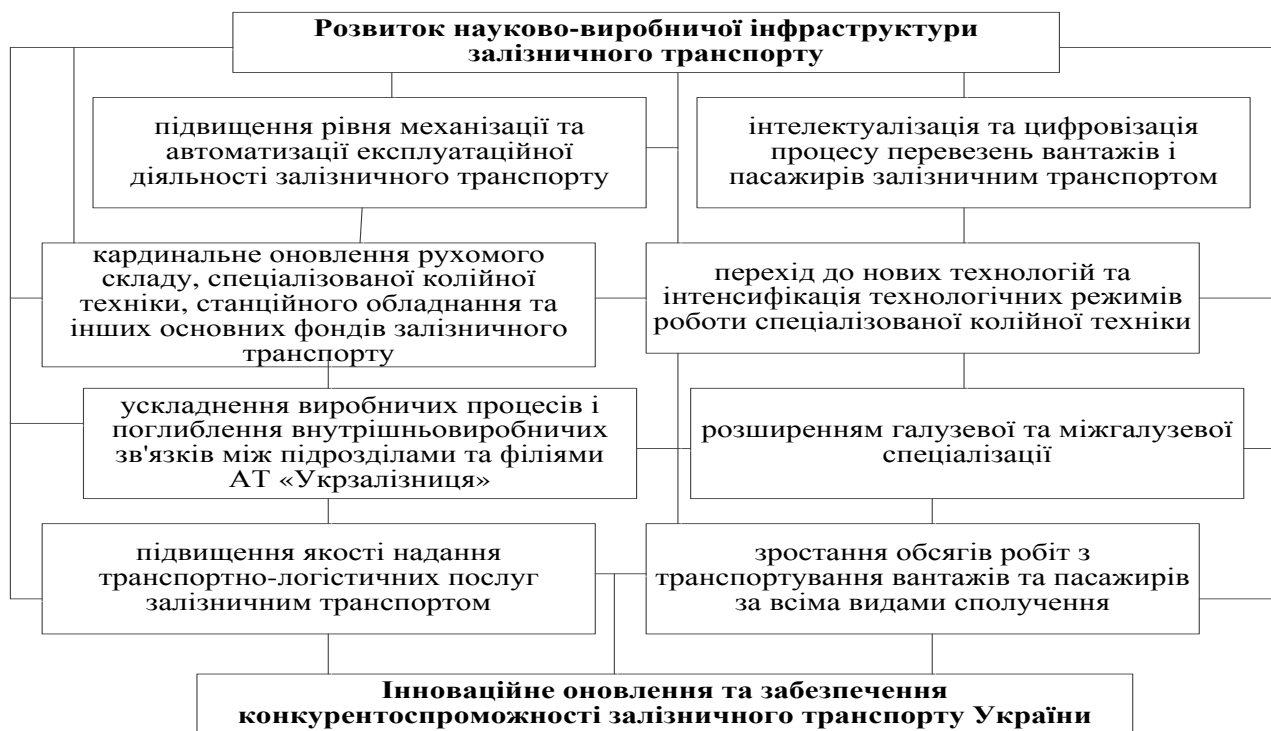 Розвиток науково-виробничої інфраструктури
залізничного транспорту
підвищення рівня механізації та
автоматизації експлуатаційної
діяльності залізничного транспорту
інтелектуалізація та цифровізація
процесу перевезень вантажів і
пасажирів залізничним транспортом
кардинальне оновлення рухомого
складу, спеціалізованої колійної
техніки, станційного обладнання та
інших основних фондів залізничного
транспорту
перехід до нових технологій та
інтенсифікація технологічних режимів
роботи спеціалізованої колійної техніки
ускладнення виробничих процесів і
поглиблення внутрішньовиробничих
зв'язків між підрозділами та філіями
АТ «Укрзалізниця»
розширенням галузевої та міжгалузевої
спеціалізації
підвищення якості надання
транспортно-логістичних послуг
залізничним транспортом
зростання обсягів робіт з
транспортування вантажів та пасажирів
за всіма видами сполучення
Інноваційне оновлення та забезпечення
конкурентоспроможності залізничного транспорту України